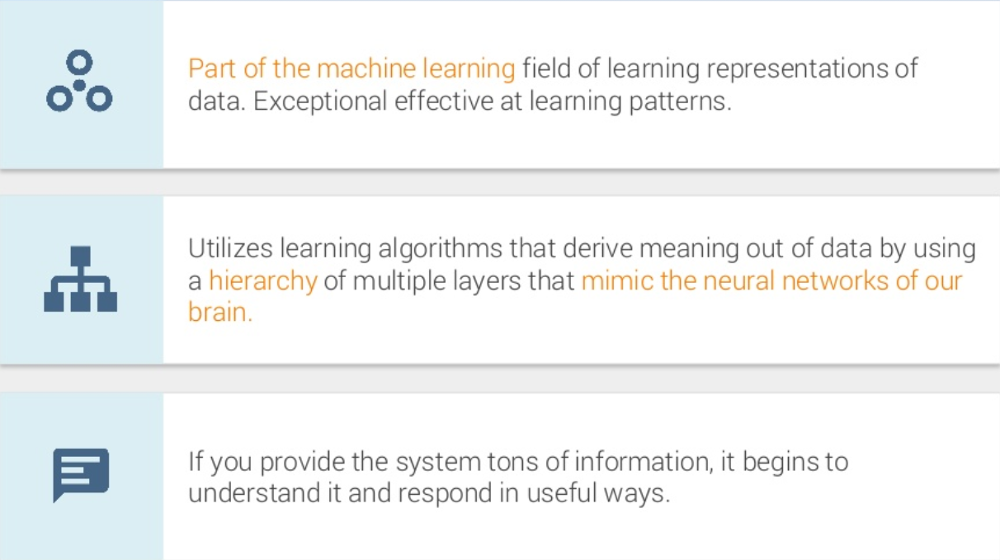 Part of the machine learning field of learning representations of
data. Exceptional effective at learning patterns.
Utilizes learning algorithms that derive meaning out of data by using
a hierarchy of multiple layers that mimic the neural networks of our
brain.
If you provide the system tons of information, it begins to
understand it and respond in useful ways.